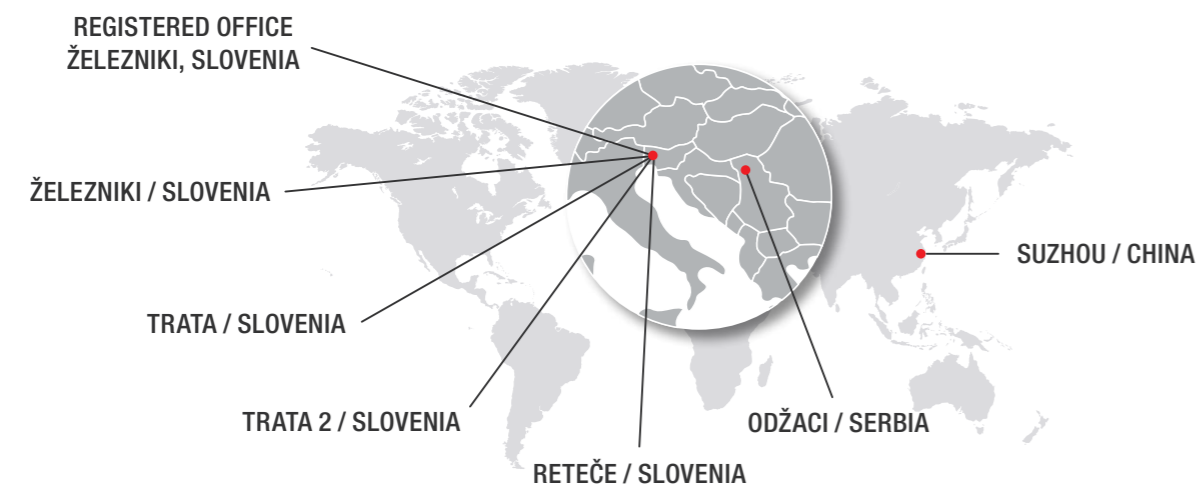 REGISTERED OFFICE
ŽELEZNIKI, SLOVENIA
ŽELEZNIKI / SLOVENIA
SUZHOU / CHINA
TRATA / SLOVENIA
TRATA 2 / SLOVENIA
ODŽACI / SERBIA
RETEČE / SLOVENIA